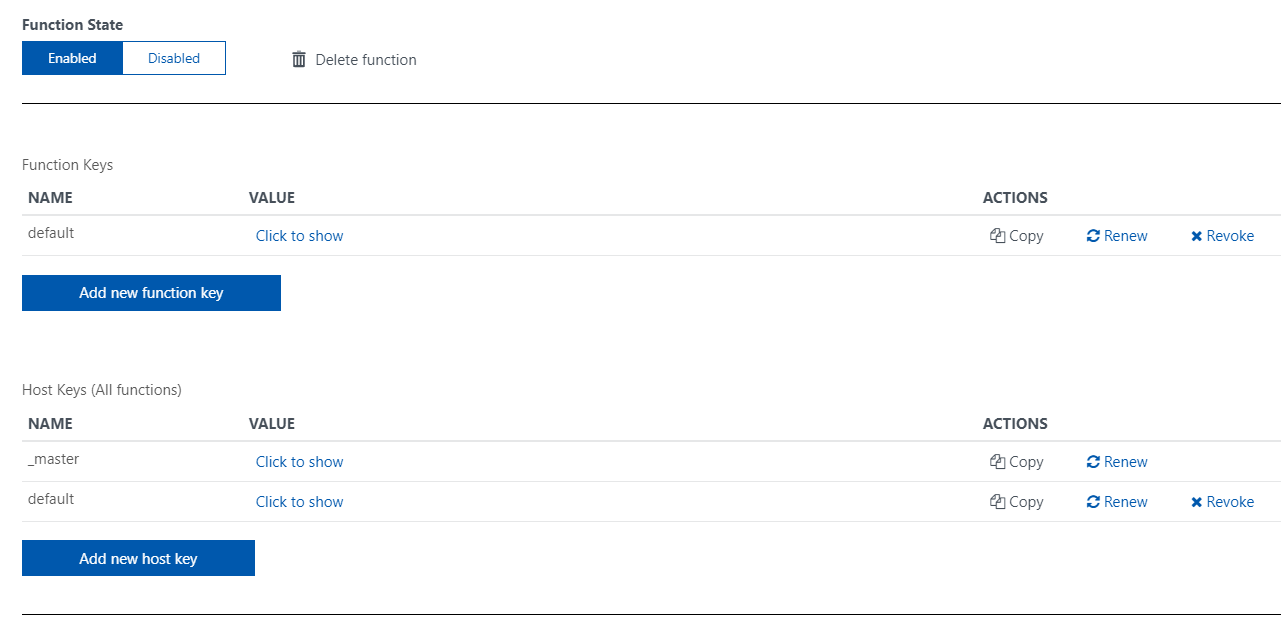 Function State
Enabled Disabled Delete function
Function Keys
NAME VALUE ACTIONS
default Click to show Copy Renew Revoke
Add new function key
Host Keys (All functions)
NAME VALUE ACTIONS
_master Click to show Copy Renew
default Click to show Copy Renew Revoke
Add new host key